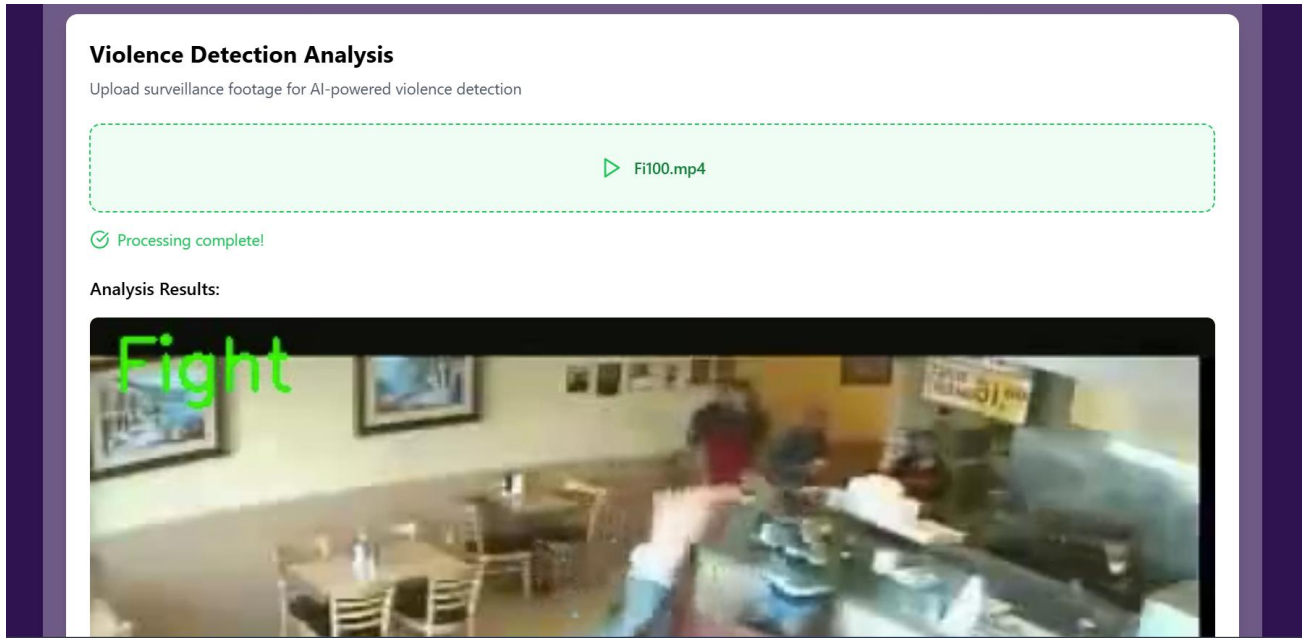 Violence Detection Analysis
Upload surveillance footage for AI-powered violence detection
Fi100.mp4
Processing complete!
Analysis Results:
Fight